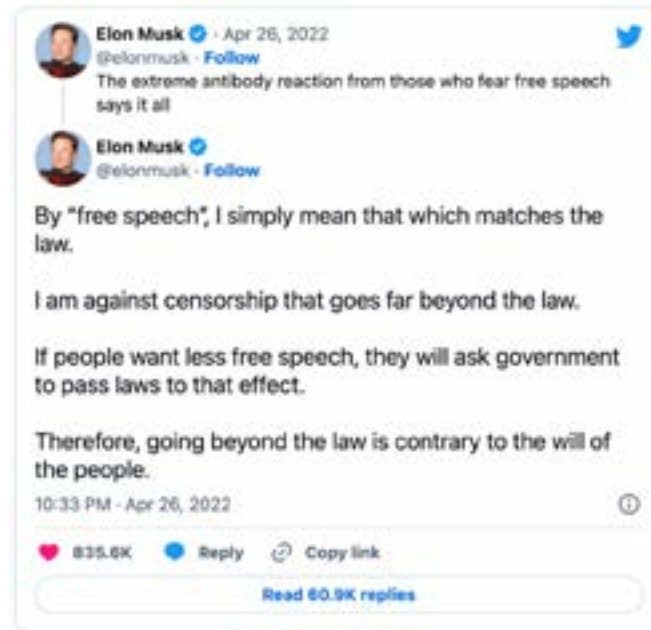 Elon Musk · Apr 26, 2022
@elonmusk · Follow
The extreme antibody reaction from those who fear free speech
says it all
Elon Musk
@elonmusk · Follow
By "free speech", I simply mean that which matches the
law.
I am against censorship that goes far beyond the law.
If people want less free speech, they will ask government
to pass laws to that effect.
Therefore, going beyond the law is contrary to the will of
the people.
10:33 PM · Apr 26, 2022
835.6K Reply Copy link
Read 60.9K replies